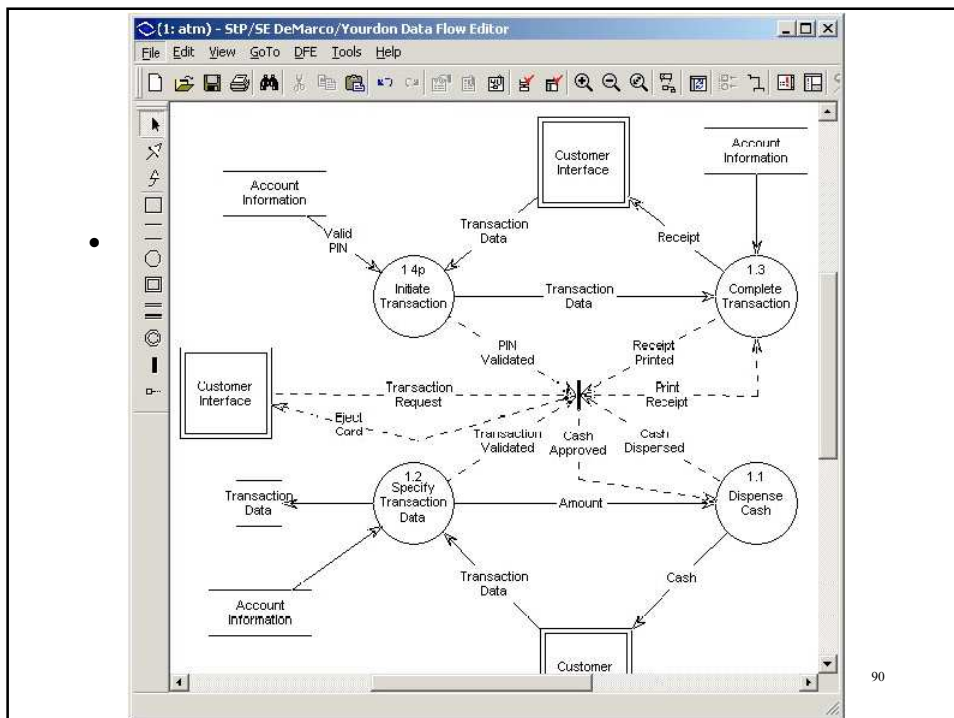 (1: atm) - StP/SE DeMarco/Yourdon Data Flow Editor
File Edit View GoTo DFE Tools Help
Customer
Interface
Account
Information
Account
Information
Valid
PIN
Transaction
Data
Receipt
1 4p
Initiate
Transaction
Transaction
Data
1.3
Complete
Transaction
PIN
Validated
Receipt
Printed
Customer
Interface
Transaction
Request
Print
Receipt
Eject
Card
Transaction
Validated
Cash
Approved
Cash
Dispensed
1.2
Specify
Transaction
Data
Transaction
Data
Amount
1.1
Dispense
Cash
Transaction
Data
Cash
Account
Information
Customer
90